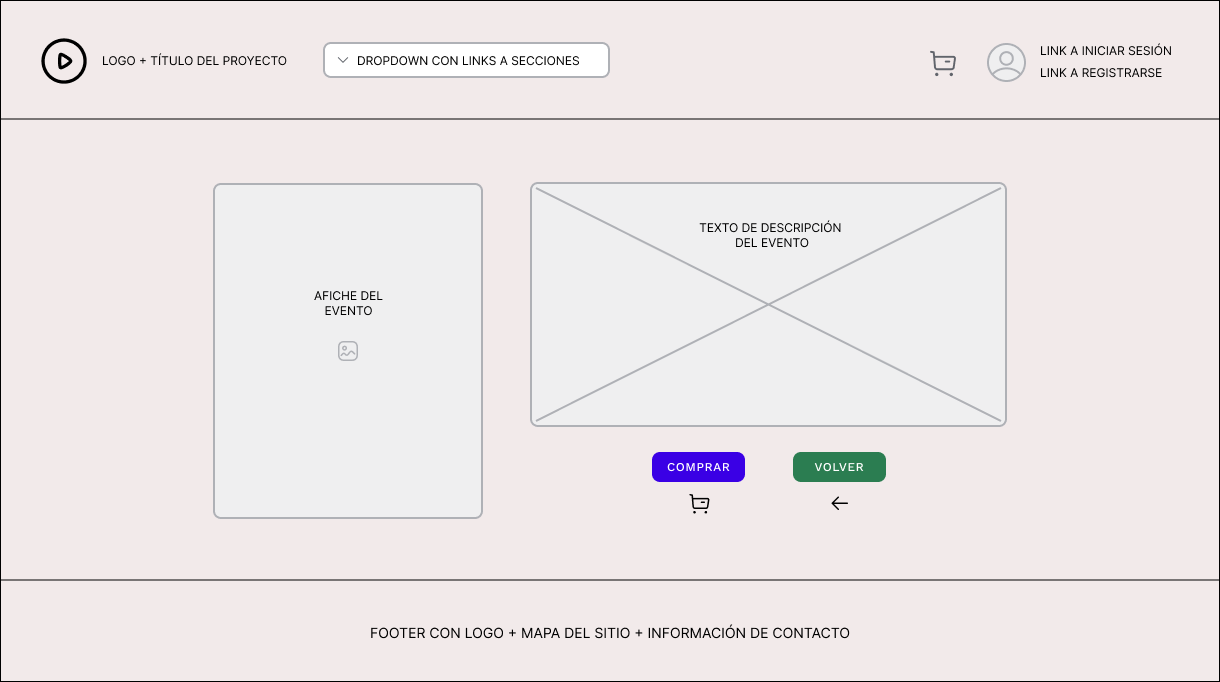 LOGO + TÍTULO DEL PROYECTO
DROPDOWN CON LINKS A SECCIONES
LINK A INICIAR SESIÓN
LINK A REGISTRARSE
AFICHE DEL
EVENTO
TEXTO DE DESCRIPCIÓN
DEL EVENTO
COMPRAR
VOLVER
FOOTER CON LOGO + MAPA DEL SITIO + INFORMACIÓN DE CONTACTO